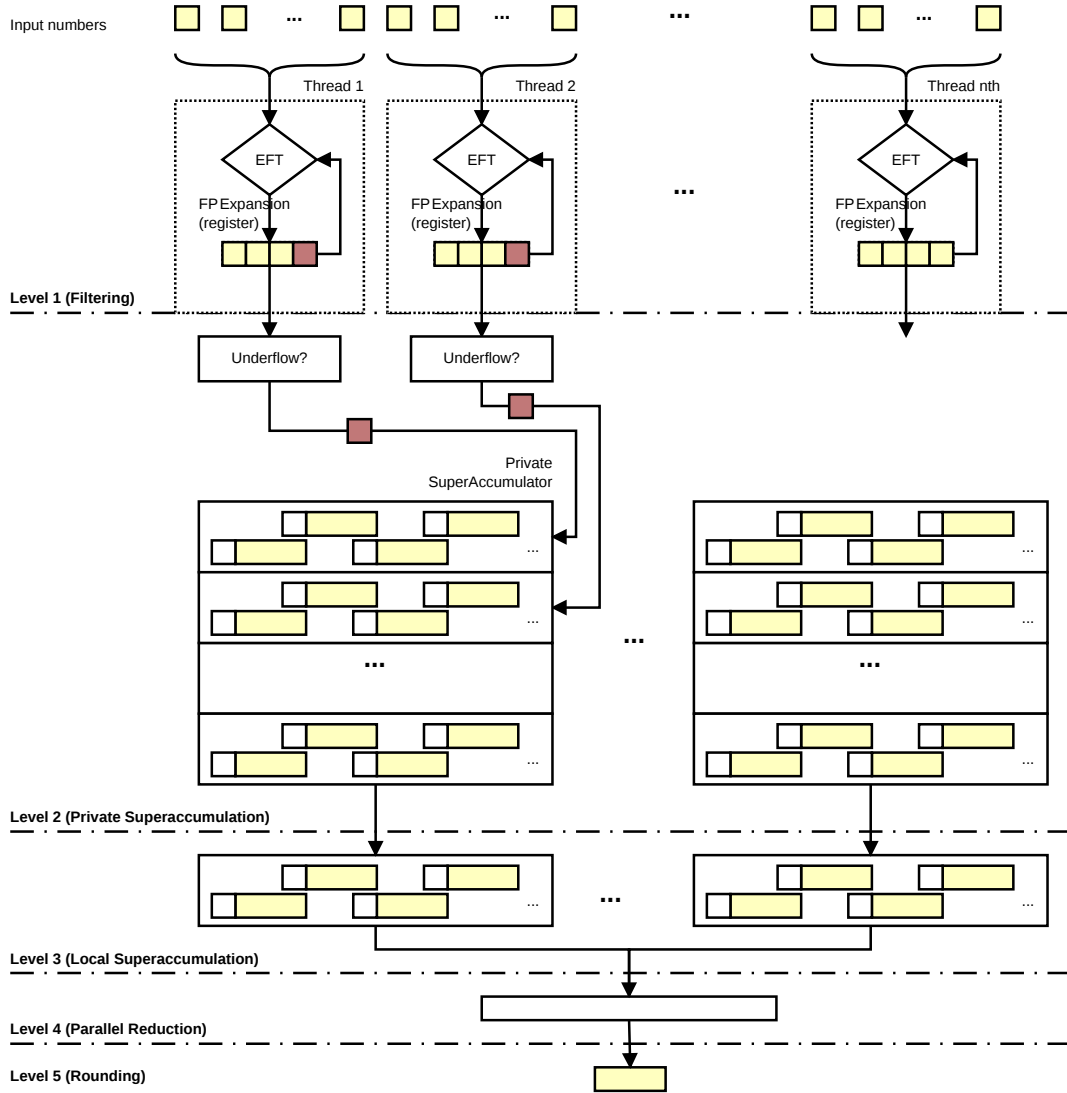 Input numbers
... ... ... ...
Thread 1
Thread 2
Thread nth
EFT
EFT
EFT
...
FP Expansion
(register)
FP Expansion
(register)
FP Expansion
(register)
Level 1 (Filtering)
Underflow?
Underflow?
Private
SuperAccumulator
... ...
... ...
...
... ...
... ...
Level 2 (Private Superaccumulation)
... ... ...
Level 3 (Local Superaccumulation)
Level 4 (Parallel Reduction)
Level 5 (Rounding)